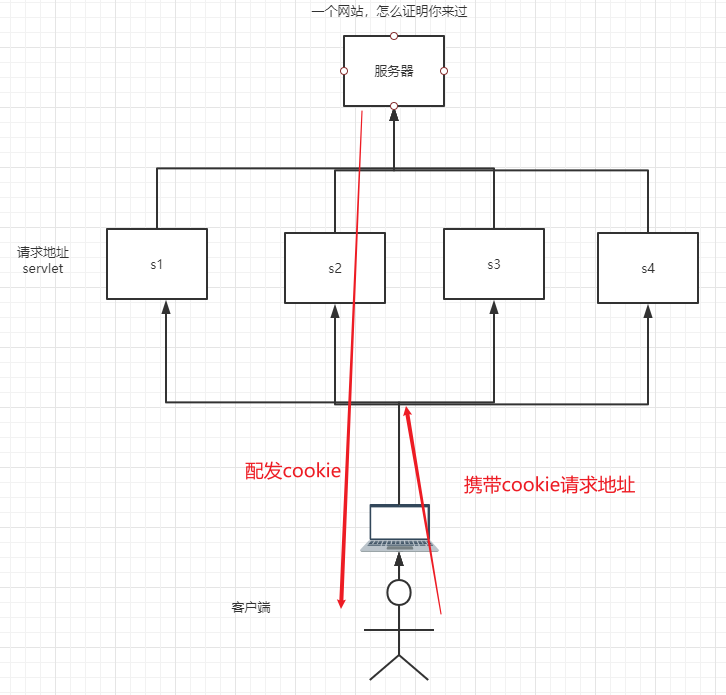 一个网站，怎么证明你来过
服务器
请求地址
servlet
s1
s2
s3
s4
配发cookie
携带cookie请求地址
客户端